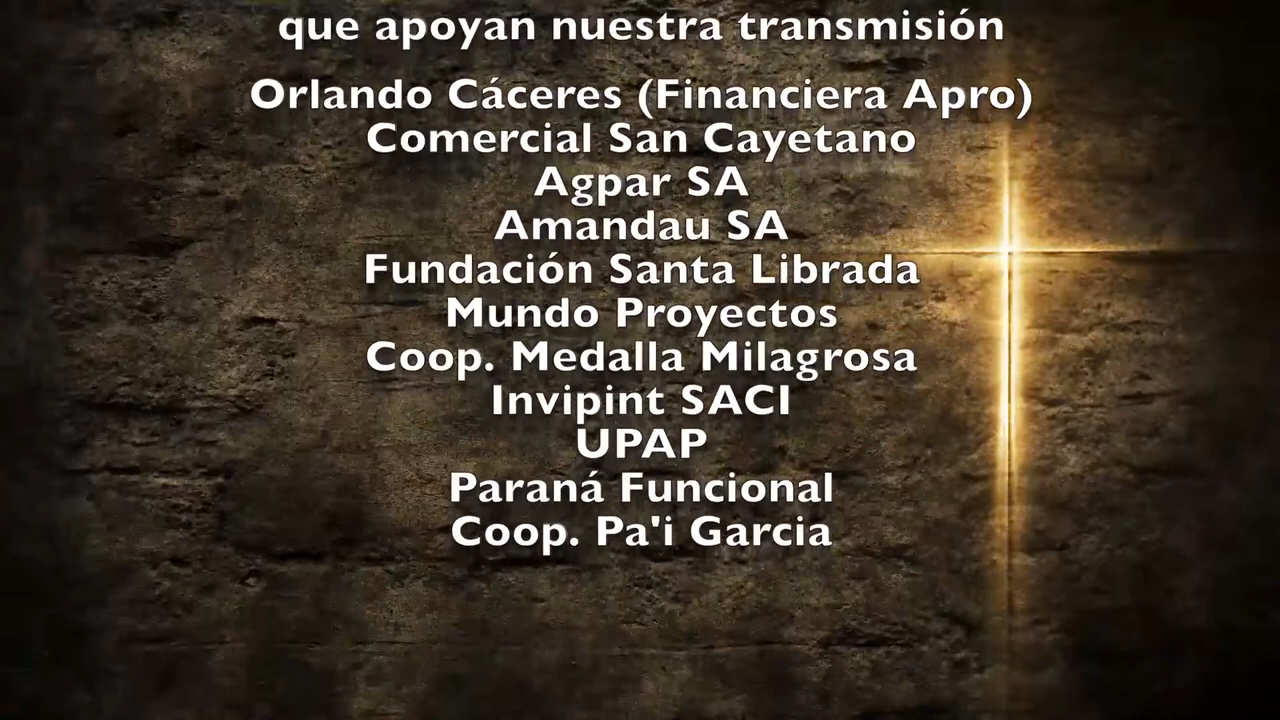 que apoyan nuestra transmisión
Orlando Cáceres (Financiera Apro)
Comercial San Cayetano
Agpar SA
Amandau SA
Fundación Santa Librada
Mundo Proyectos
Coop. Medalla Milagrosa
Invipint SACI
UPAP
Paraná Funcional
Coop. Pa'i Garcia